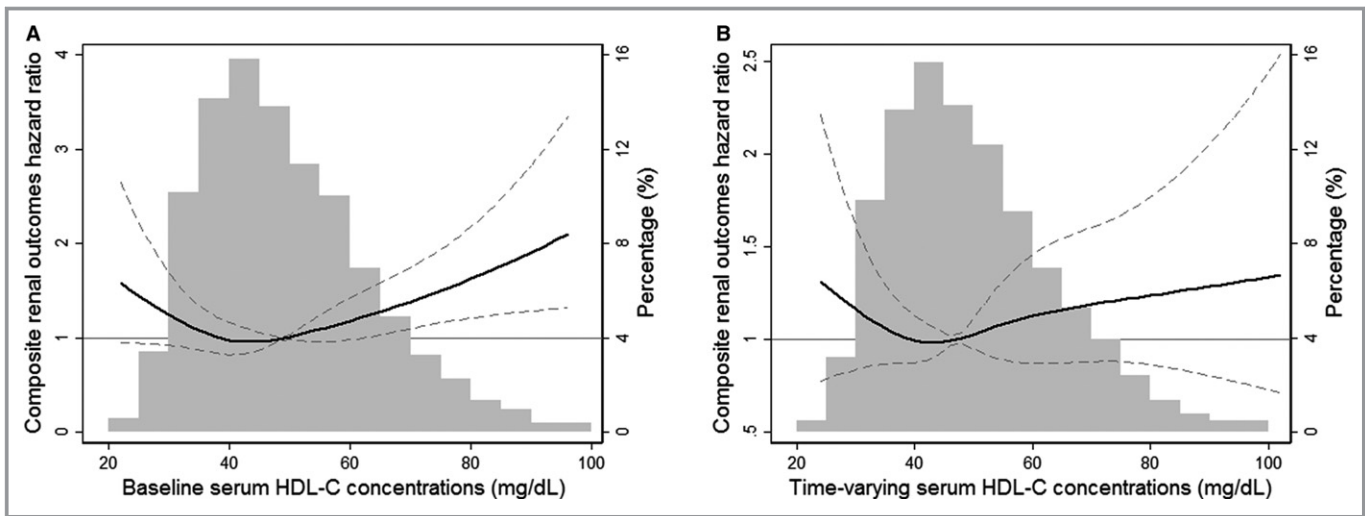 A
Composite renal outcomes hazard ratio
4
3
2
1
0
16
12
8
4
0
Percentage (%)
20 40 60 80 100
Baseline serum HDL-C concentrations (mg/dL)
B
Composite renal outcomes hazard ratio
2.5
2
1.5
1
.5
16
12
8
4
0
Percentage (%)
20 40 60 80 100
Time-varying serum HDL-C concentrations (mg/dL)